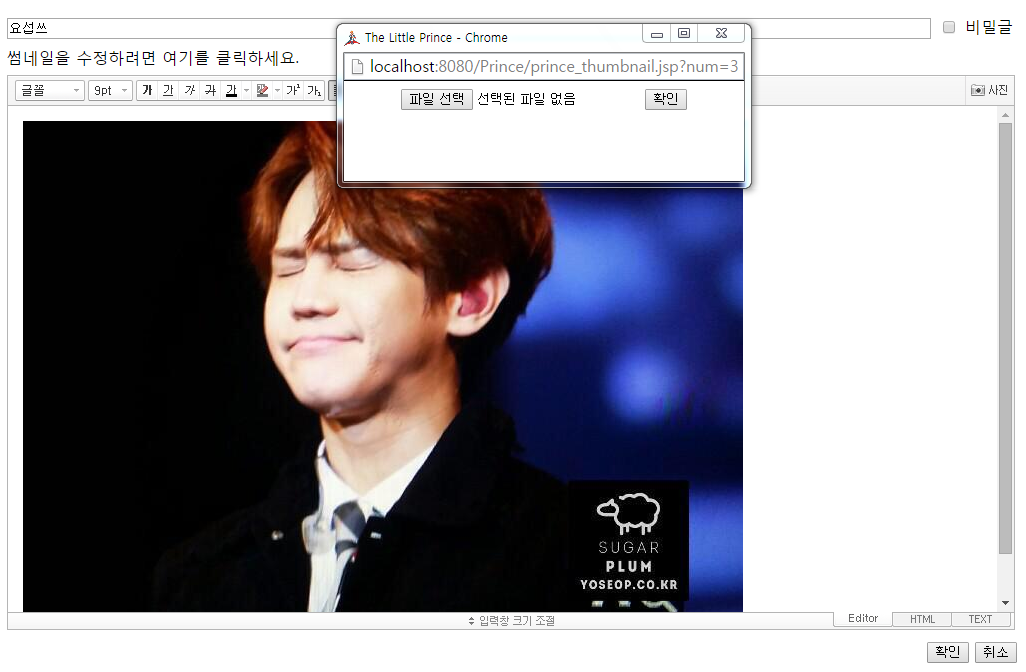 요섭쓰
비밀글
The Little Prince - Chrome
localhost:8080/Prince/prince_thumbnail.jsp?num=3
파일 선택 선택된 파일 없음 확인
썸네일을 수정하려면 여기를 클릭하세요.
글꼴 9pt 가 가 가 가 가 가² 가₁
사진
SUGAR
PLUM
YOSEOP.CO.KR
입력창 크기 조절
Editor HTML TEXT
확인 취소